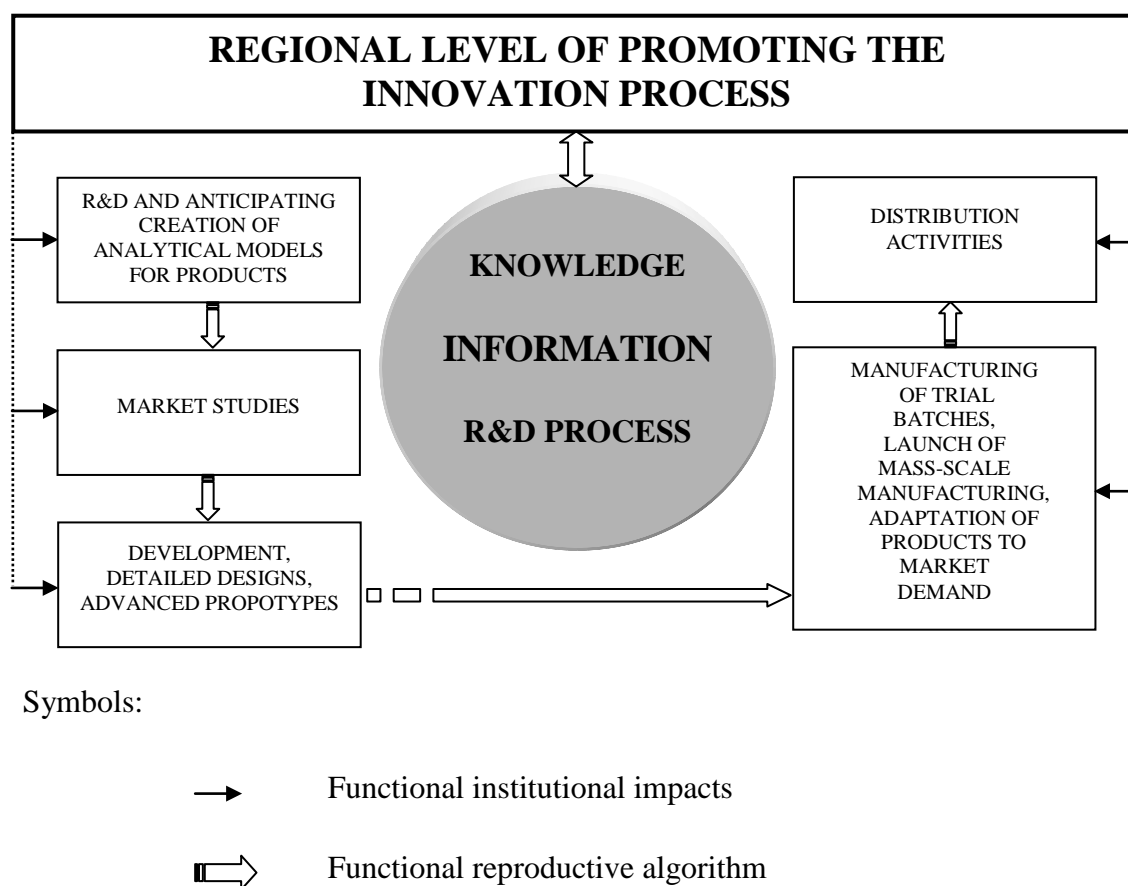 REGIONAL LEVEL OF PROMOTING THE
INNOVATION PROCESS
R&D AND ANTICIPATING
CREATION OF
ANALYTICAL MODELS
FOR PRODUCTS
MARKET STUDIES
DEVELOPMENT,
DETAILED DESIGNS,
ADVANCED PROPOTYPES
KNOWLEDGE
INFORMATION
R&D PROCESS
DISTRIBUTION
ACTIVITIES
MANUFACTURING
OF TRIAL
BATCHES,
LAUNCH OF
MASS-SCALE
MANUFACTURING,
ADAPTATION OF
PRODUCTS TO
MARKET
DEMAND
Symbols:
Functional institutional impacts
Functional reproductive algorithm